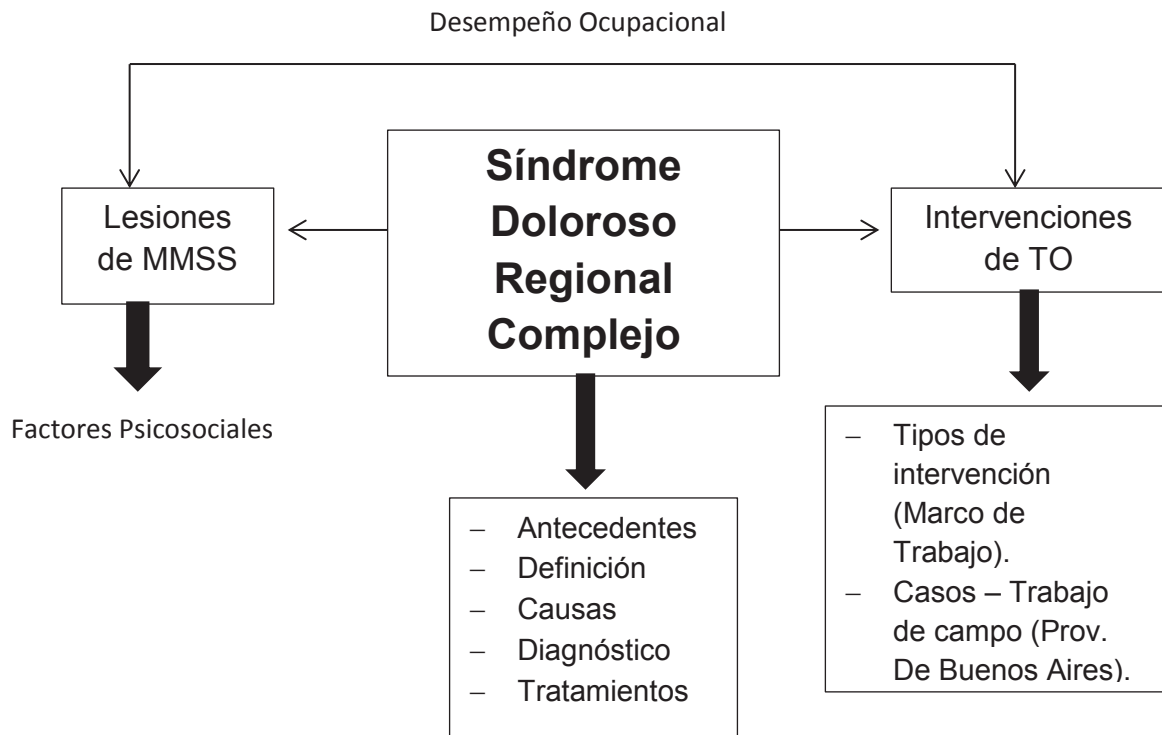 Desempeño Ocupacional
Síndrome
Doloroso
Regional
Complejo
Lesiones
de MMSS
Intervenciones
de TO
Factores Psicosociales
– Antecedentes
– Definición
– Causas
– Diagnóstico
– Tratamientos
– Tipos de
intervención
(Marco de
Trabajo).
– Casos – Trabajo
de campo (Prov.
De Buenos Aires).